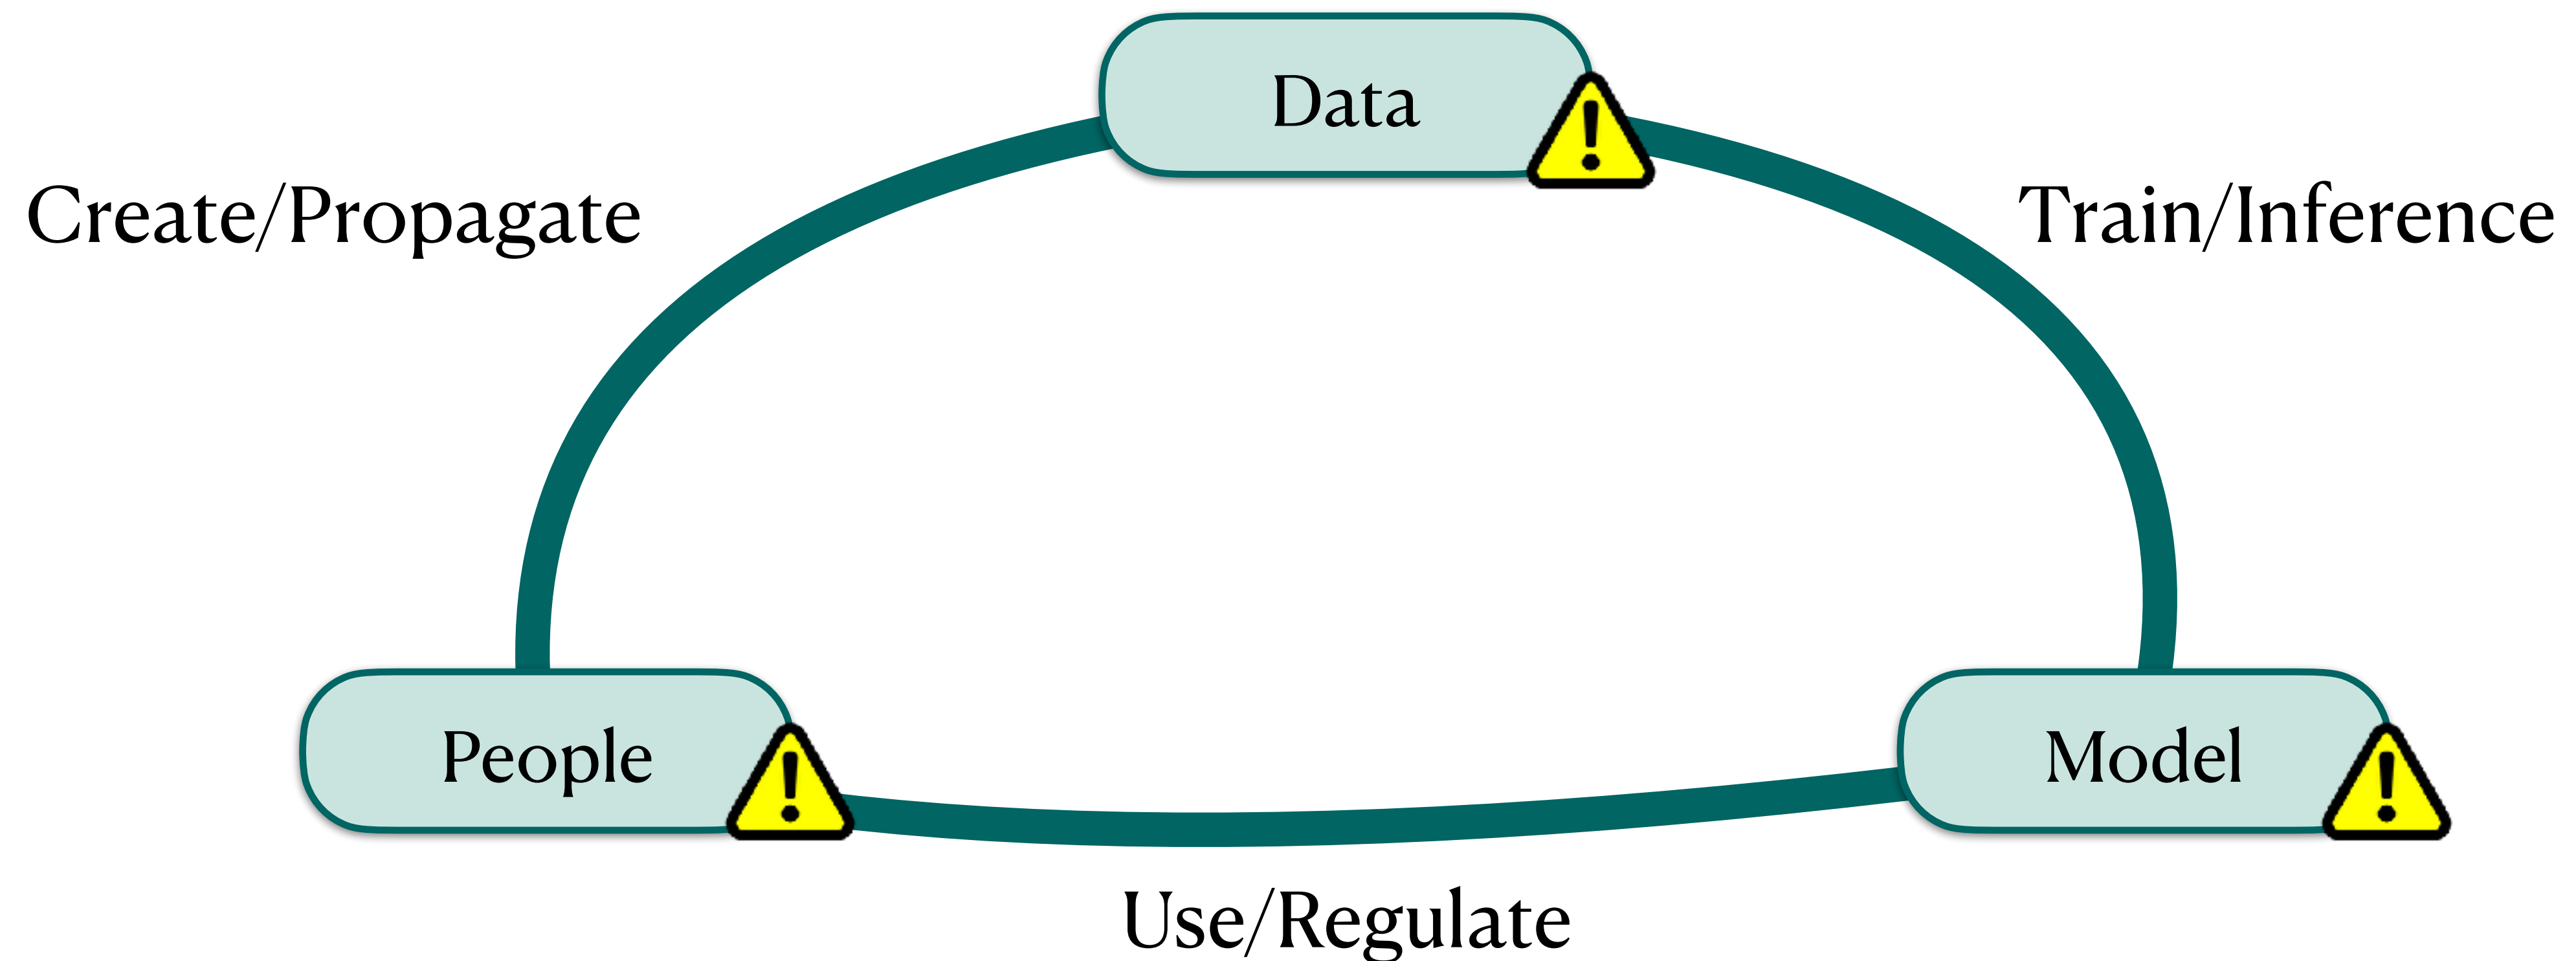 Data
Create/Propagate
Train/Inference
People
Model
Use/Regulate